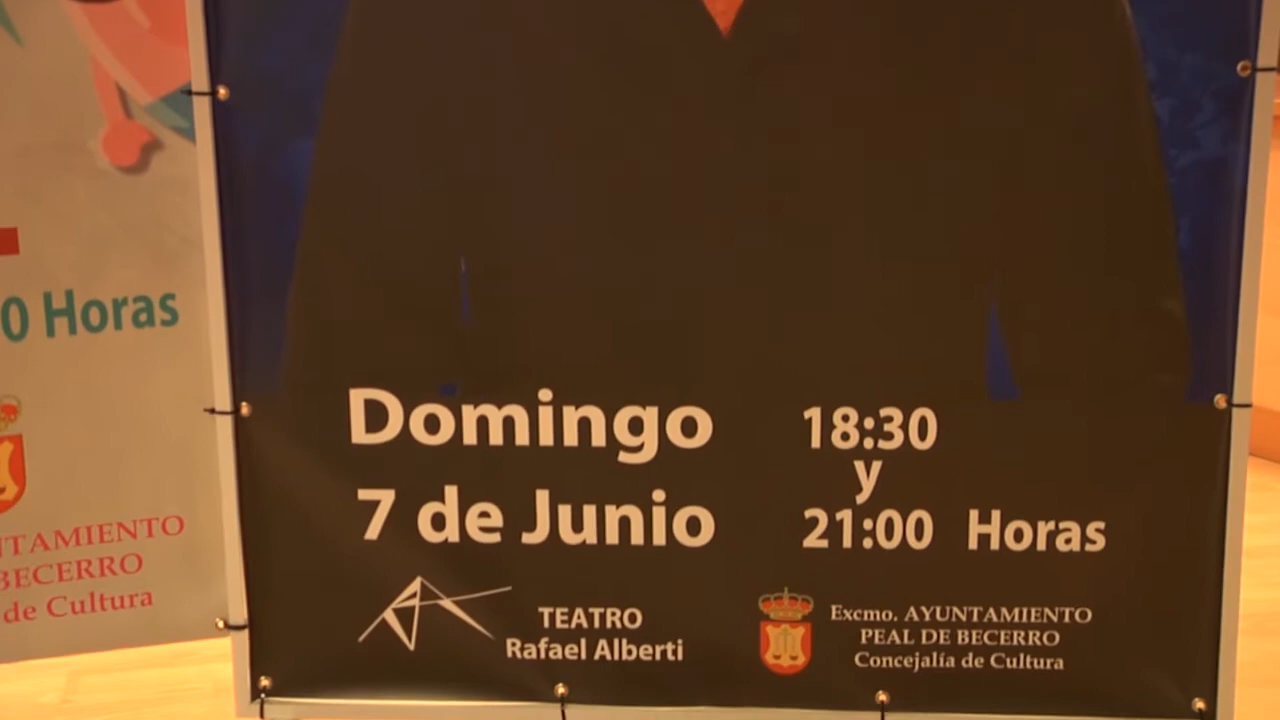 0 Horas
NTAMIENTO
BECERRO
de Cultura
Domingo
7 de Junio
18:30
y
21:00 Horas
TEATRO
Rafael Alberti
Excmo. AYUNTAMIENTO
PEAL DE BECERRO
Concejalía de Cultura